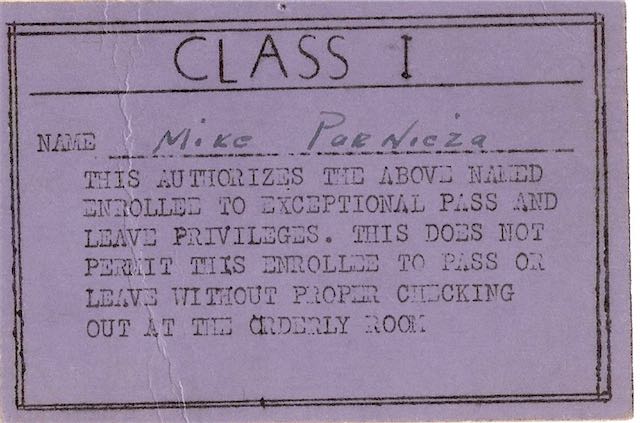 CLASS I
NAME Mike Parnieza
THIS AUTHORIZES THE ABOVE NAMED
ENROLLEE TO EXCEPTIONAL PASS AND
LEAVE PRIVILEGES. THIS DOES NOT
PERMIT THIS ENROLLEE TO PASS OR
LEAVE WITHOUT PROPER CHECKING
OUT AT THE ORDERLY ROOM